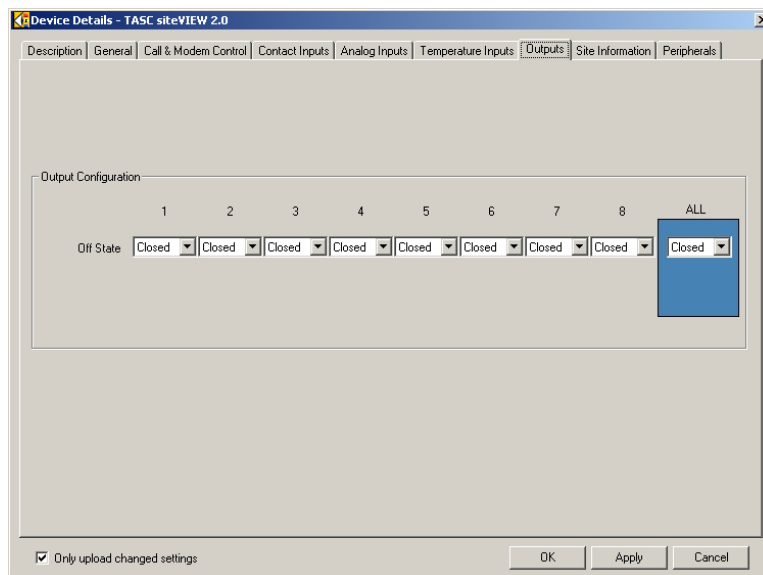 Device Details - TASC siteVIEW 2.0
Description General Call & Modem Control Contact Inputs Analog Inputs Temperature Inputs Outputs Site Information Peripherals
Output Configuration
1 2 3 4 5 6 7 8 ALL
Off State Closed Closed Closed Closed Closed Closed Closed Closed Closed
Only upload changed settings OK Apply Cancel